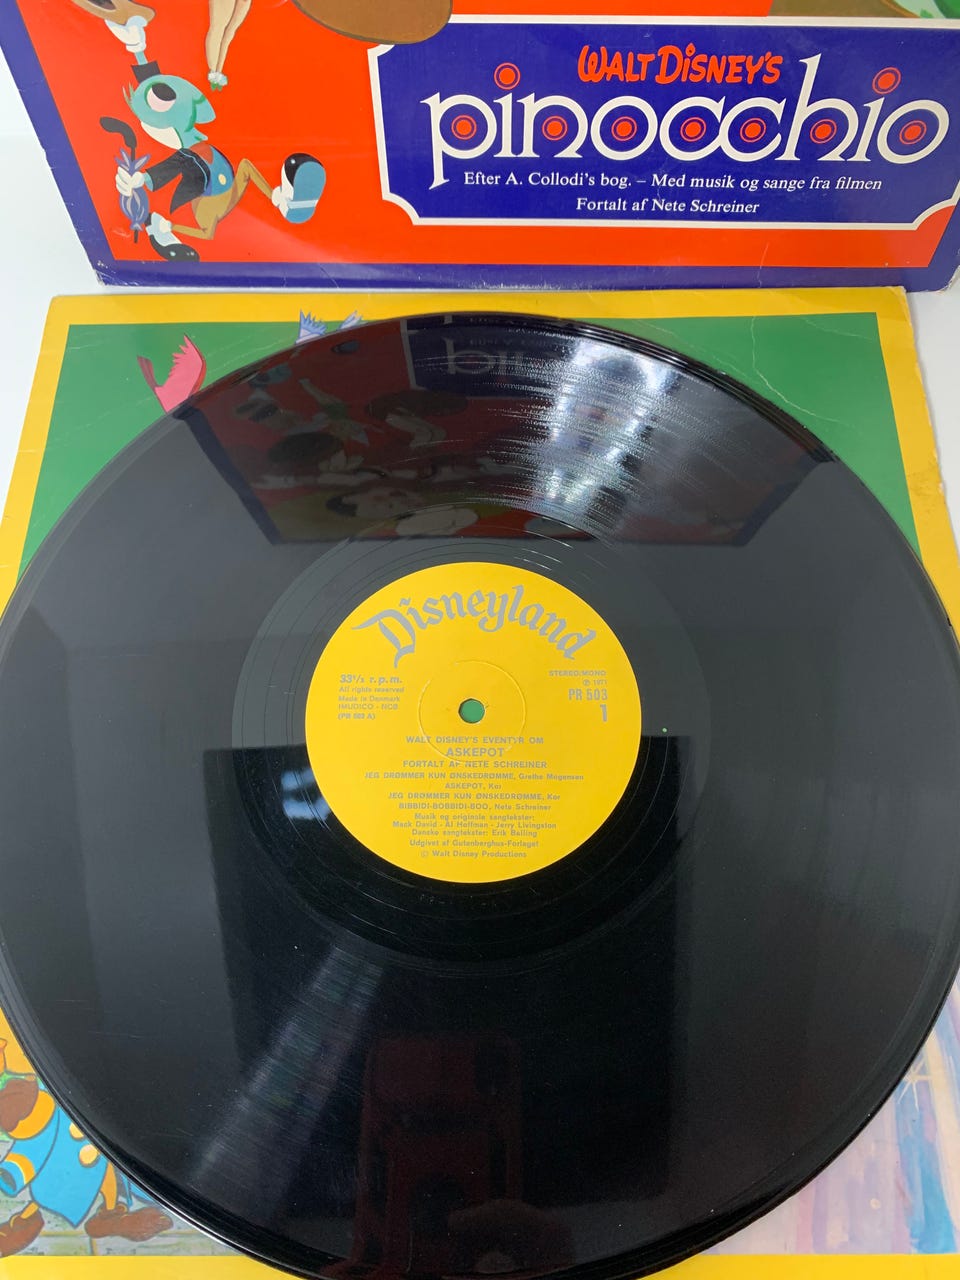 WALT DISNEY'S
pinocchio
Efter A. Collodi's bog. – Med musik og sange fra filmen
Fortalt af Nete Schreiner
Disneyland
33⅓ r.p.m.
All rights reserved
Made in Denmark
IMUDICO - NCB
(PR 503 A)
STEREO/MONO
Ⓟ 1971
PR 503
1
WALT DISNEY'S EVENTYR OM
ASKEPOT
FORTALT AF NETE SCHREINER
JEG DRØMMER KUN ØNSKEDRØMME, Grethe Mogensen
ASKEPOT, Kor
JEG DRØMMER KUN ØNSKEDRØMME, Kor
BIBBIDI-BOBBIDI-BOO, Nete Schreiner
Musik og originale sangtekster:
Mack David - Al Hoffman - Jerry Livingston
Danske sangtekster: Erik Balling
Udgivet af Gutenberghus-Forlaget
© Walt Disney Productions